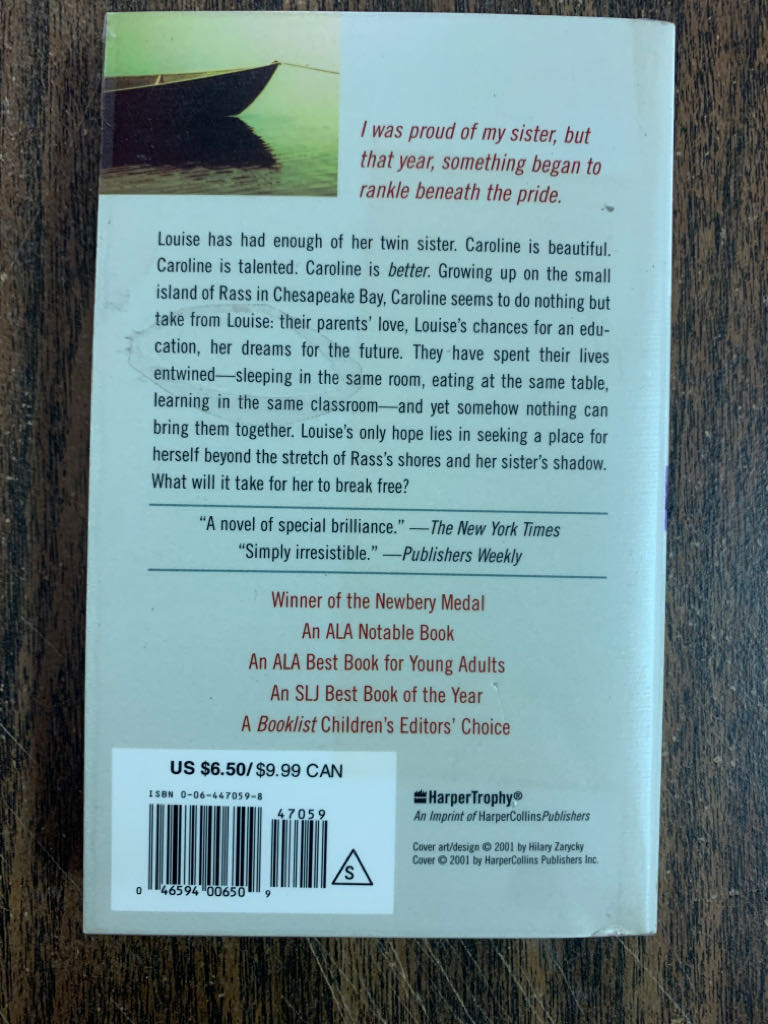 I was proud of my sister, but
that year, something began to
rankle beneath the pride.
Louise has had enough of her twin sister. Caroline is beautiful.
Caroline is talented. Caroline is better. Growing up on the small
island of Rass in Chesapeake Bay, Caroline seems to do nothing but
take from Louise: their parents' love, Louise's chances for an edu-
cation, her dreams for the future. They have spent their lives
entwined—sleeping in the same room, eating at the same table,
learning in the same classroom—and yet somehow nothing can
bring them together. Louise's only hope lies in seeking a place for
herself beyond the stretch of Rass's shores and her sister's shadow.
What will it take for her to break free?
"A novel of special brilliance." —The New York Times
"Simply irresistible." —Publishers Weekly
Winner of the Newbery Medal
An ALA Notable Book
An ALA Best Book for Young Adults
An SLJ Best Book of the Year
A Booklist Children's Editors' Choice
US $6.50/ $9.99 CAN
ISBN 0-06-447059-8
47059
0 46594 00650 9
S
HarperTrophy®
An Imprint of HarperCollinsPublishers
Cover art/design © 2001 by Hilary Zarycky
Cover © 2001 by HarperCollins Publishers Inc.